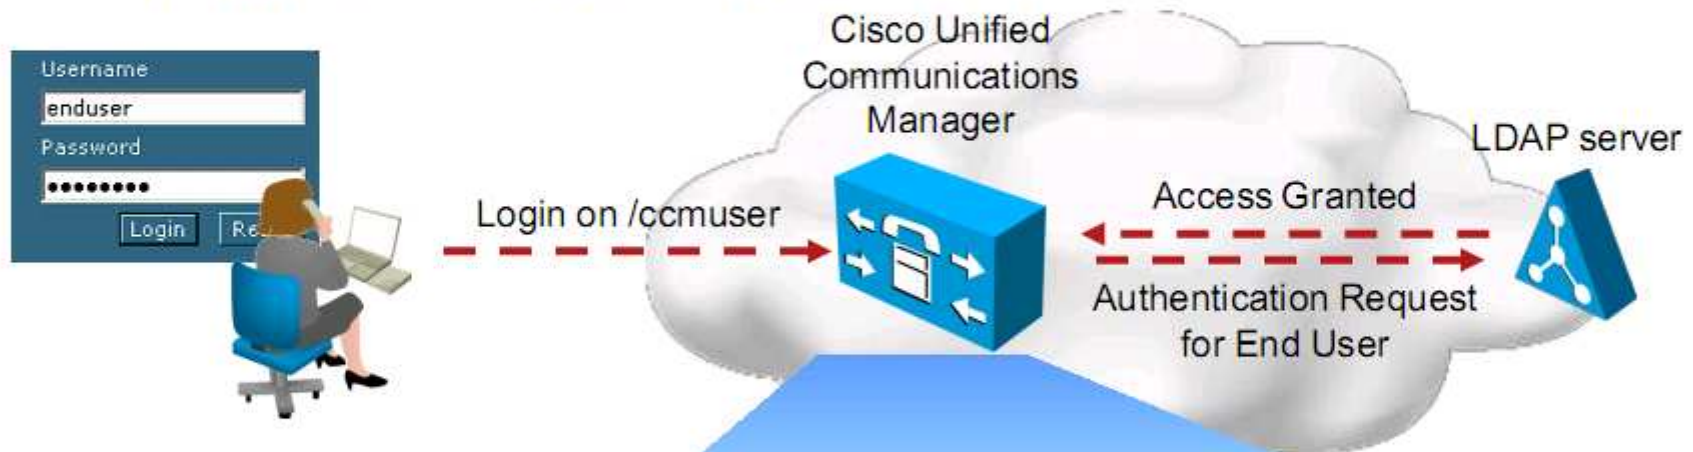 Username
enduser
Password
Login
Cisco Unified
Communications
Manager
Login on /ccmuser
LDAP server
Access Granted
Authentication Request
for End User